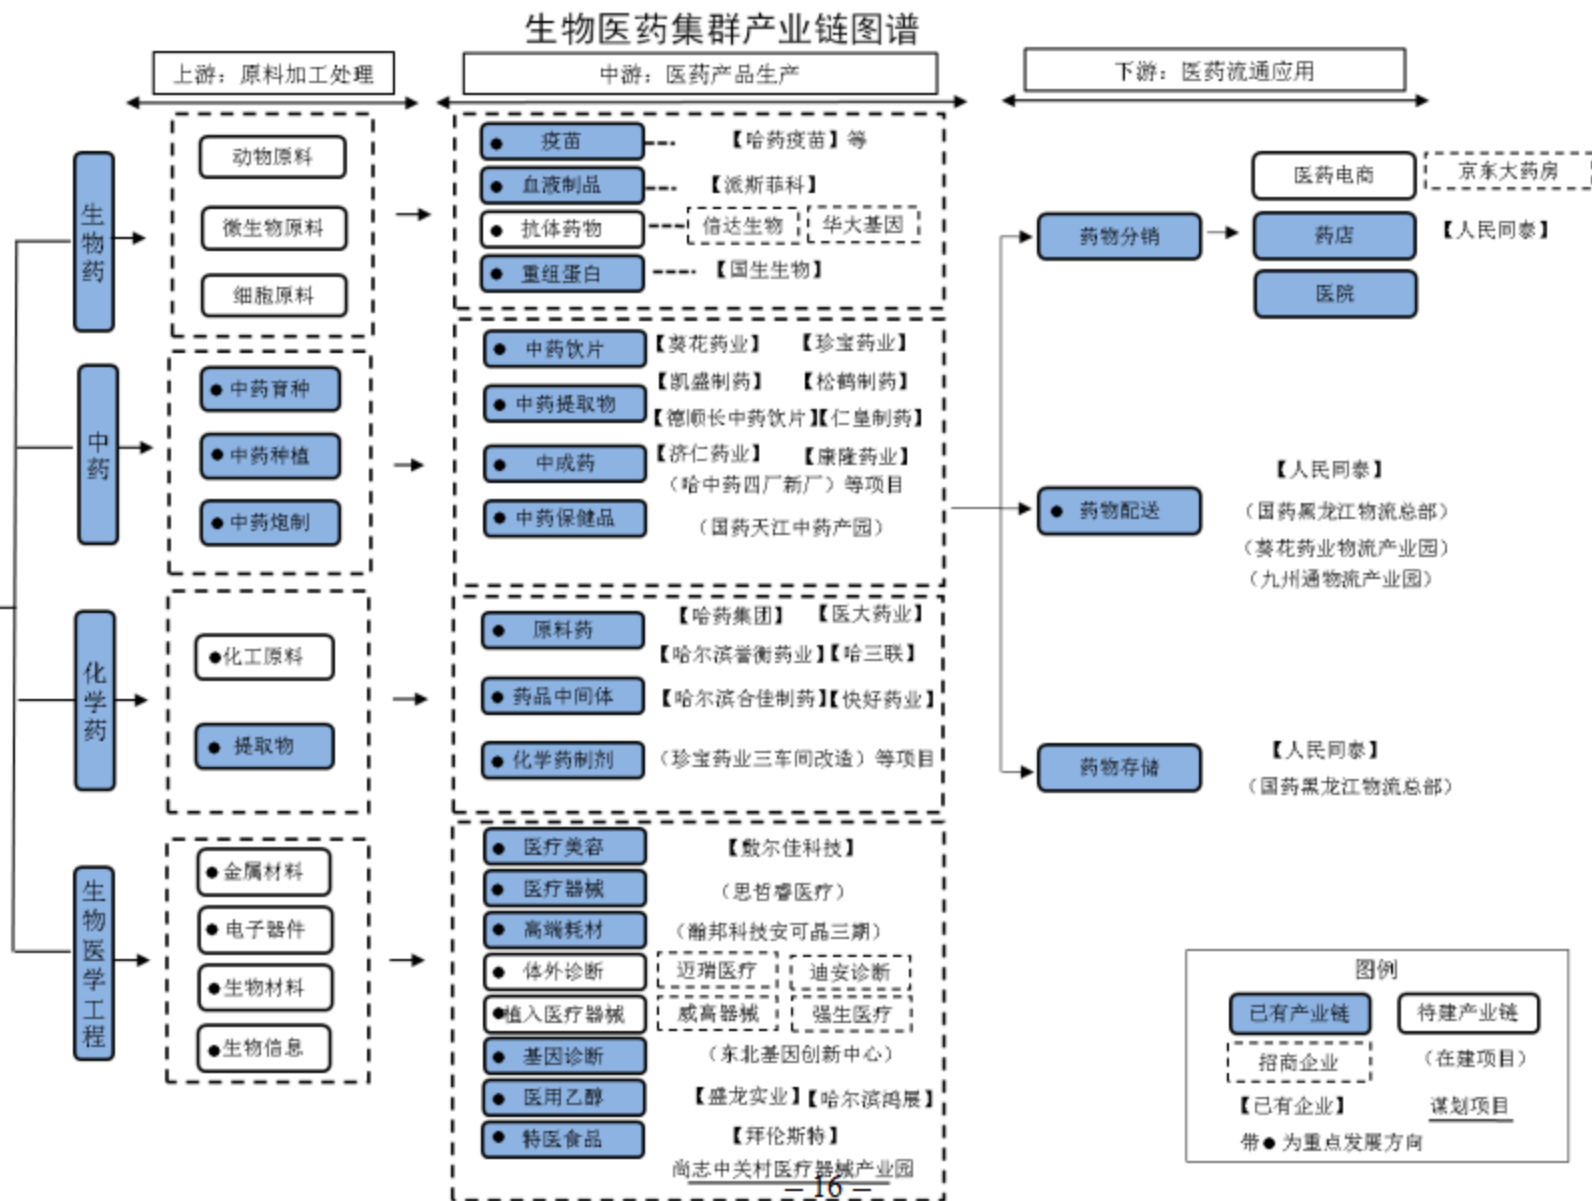 生物医药集群产业链图谱
上游：原料加工处理
中游：医药产品生产
下游：医药流通应用
生物药
动物原料
微生物原料
细胞原料
●疫苗
【哈药疫苗】等
●血液制品
【派斯菲科】
●抗体药物
信达生物
华大基因
●重组蛋白
【国生生物】
中药
●中药育种
●中药种植
●中药炮制
●中药饮片
【葵花药业】
【珍宝药业】
【凯盛制药】
【松鹤制药】
●中药提取物
【德顺长中药饮片】【仁皇制药】
●中成药
【济仁药业】
【康隆药业】
（哈中药四厂新厂）等项目
●中药保健品
（国药天江中药产园）
化学药
●化工原料
●提取物
●原料药
【哈药集团】
【医大药业】
【哈尔滨誉衡药业】【哈三联】
●药品中间体
【哈尔滨合佳制药】【快好药业】
●化学药制剂
（珍宝药业三车间改造）等项目
生物医学工程
●金属材料
●电子器件
●生物材料
●生物信息
●医疗美容
【敷尔佳科技】
●医疗器械
（思哲睿医疗）
●高端耗材
（瀚邦科技安可晶三期）
●体外诊断
迈瑞医疗
迪安诊断
●植入医疗器械
威高器械
强生医疗
●基因诊断
（东北基因创新中心）
●医用乙醇
【盛龙实业】【哈尔滨鸿展】
●特医食品
【拜伦斯特】
尚志中关村医疗器械产业园
药物分销
医药电商
京东大药房
药店
【人民同泰】
医院
●药物配送
【人民同泰】
（国药黑龙江物流总部）
（葵花药业物流产业园）
（九州通物流产业园）
药物存储
【人民同泰】
（国药黑龙江物流总部）
图例
已有产业链
待建产业链
招商企业
（在建项目）
【已有企业】
谋划项目
带●为重点发展方向
– 16 –